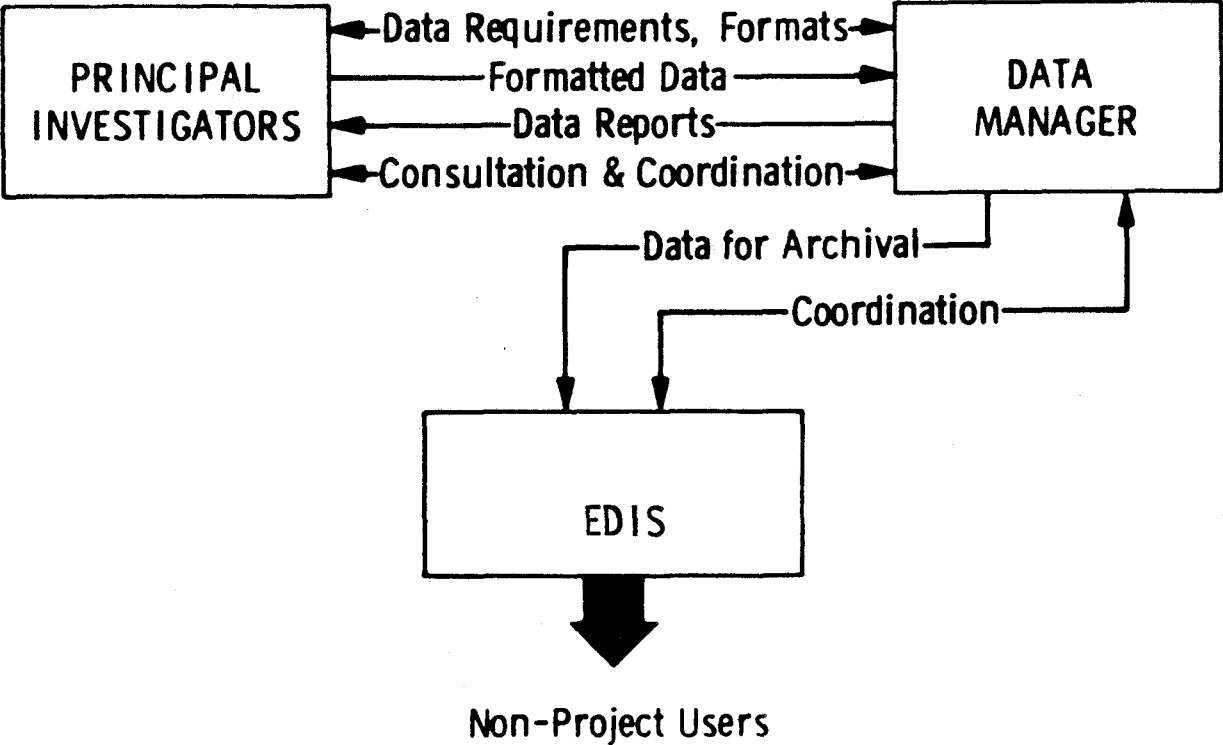 Data Requirements, Formats
PRINCIPAL
INVESTIGATORS
Formatted Data
Data Reports
Consultation & Coordination
DATA
MANAGER
Data for Archival
Coordination
EDIS
Non-Project Users